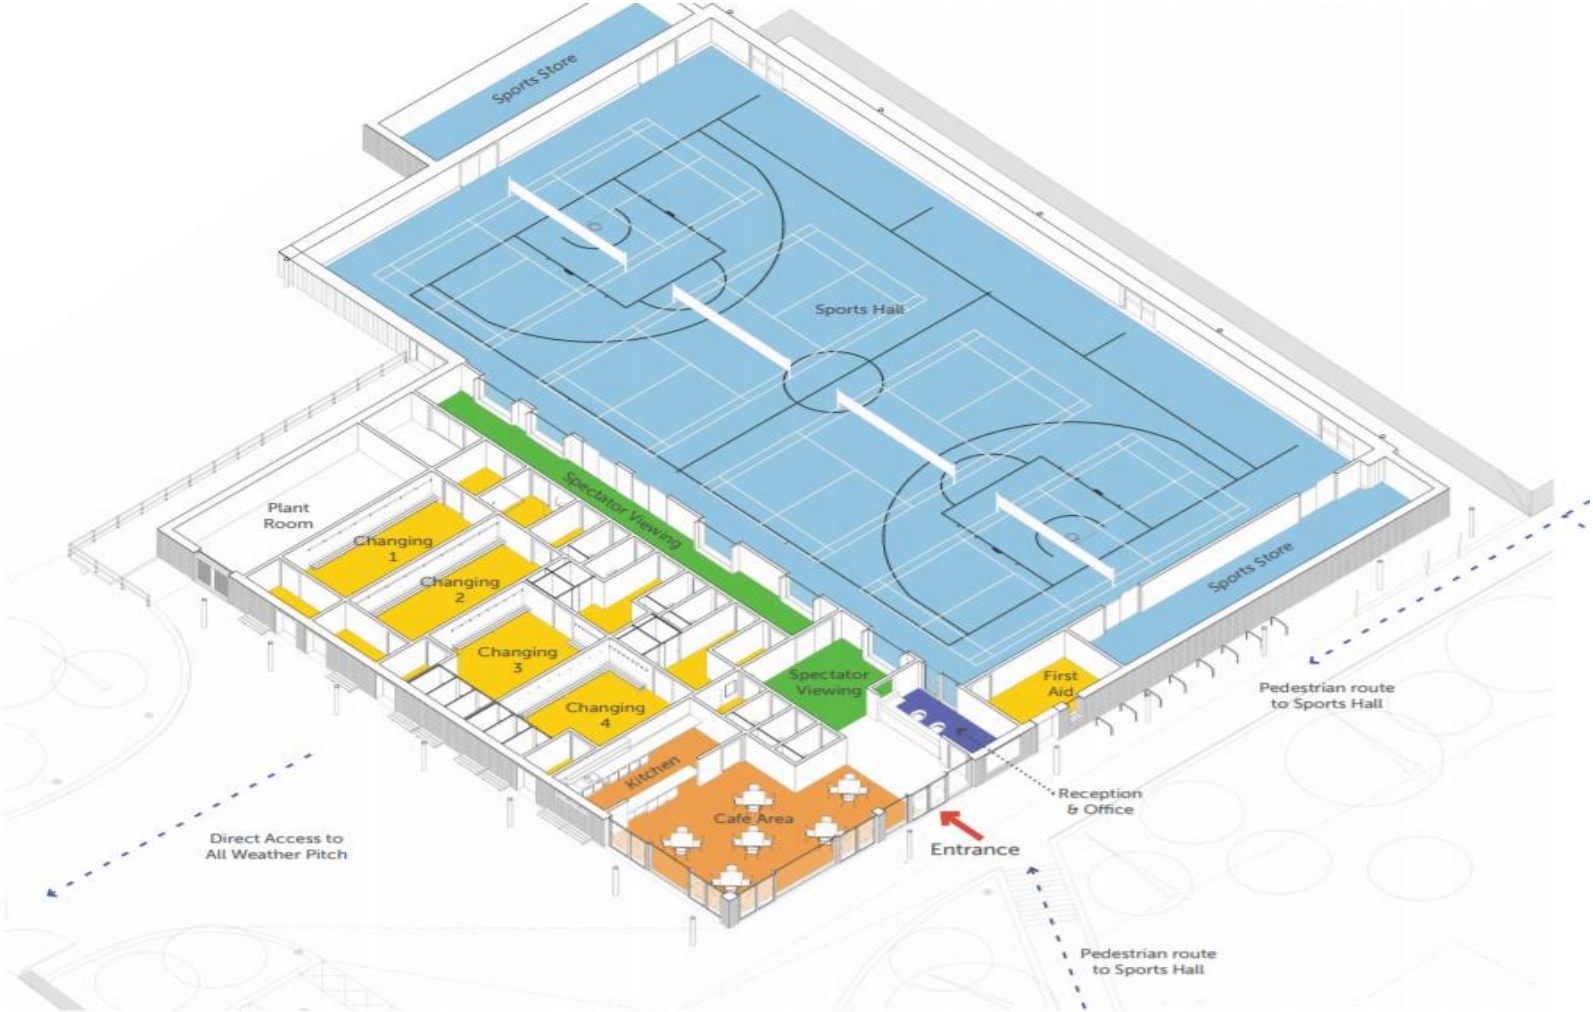 Sports Store
Sports Hall
Spectator Viewing
Plant
Room
Changing
1
Changing
2
Changing
3
Changing
4
Spectator
Viewing
First
Aid
Sports Store
Pedestrian route
to Sports Hall
Kitchen
Cafe Area
Reception
& Office
Entrance
Direct Access to
All Weather Pitch
Pedestrian route
to Sports Hall